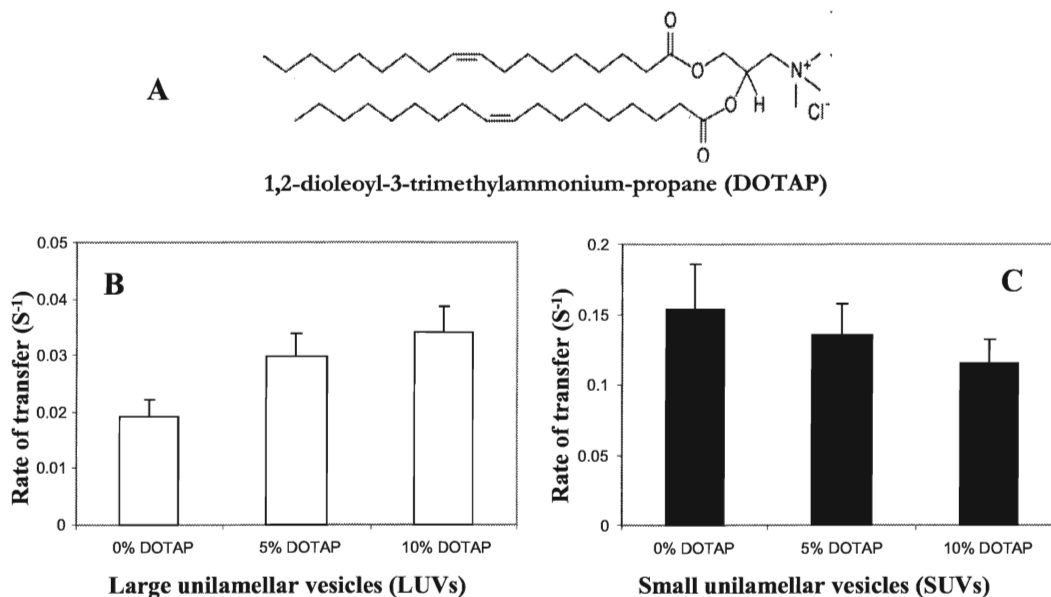 A
O
O
O
O
H
N+
Cl-
1,2-dioleoyl-3-trimethylammonium-propane (DOTAP)
B
Rate of transfer (S-1)
0.05
0.04
0.03
0.02
0.01
0
0% DOTAP 5% DOTAP 10% DOTAP
Large unilamellar vesicles (LUVs)
C
Rate of transfer (S-1)
0.2
0.15
0.1
0.05
0
0% DOTAP 5% DOTAP 10% DOTAP
Small unilamellar vesicles (SUVs)